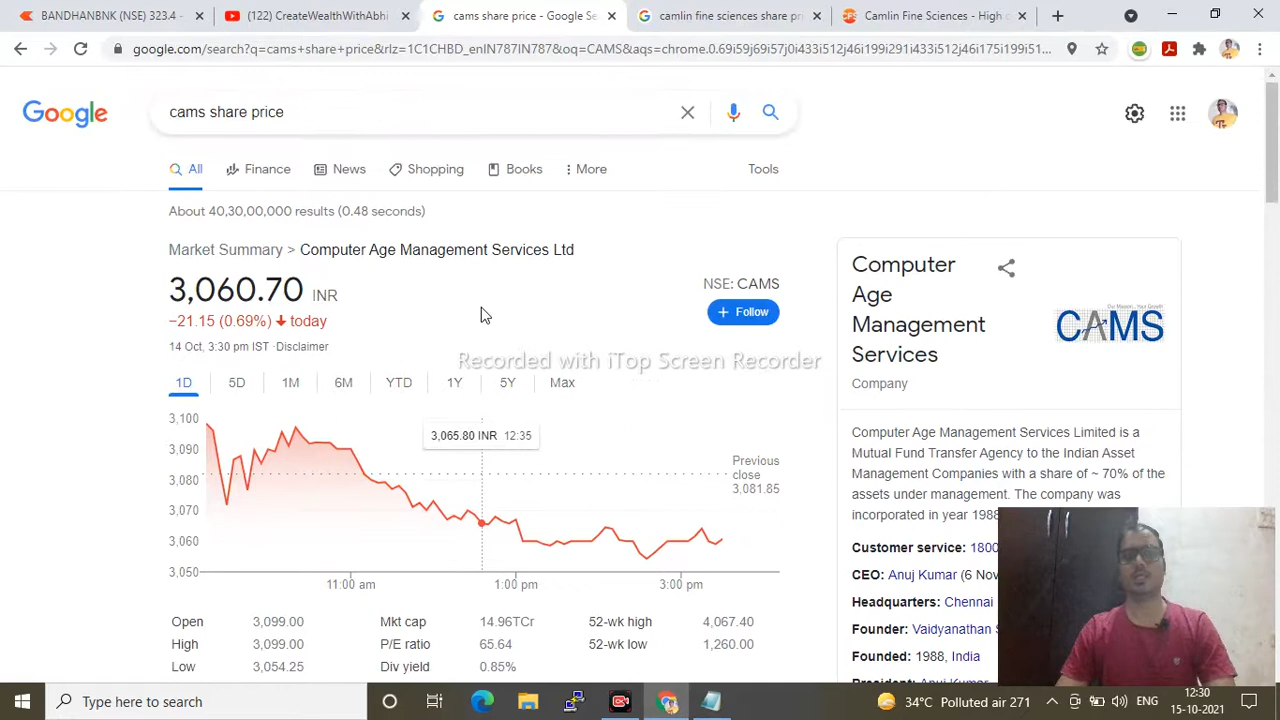 BANDHANBNK (NSE) 323.4 -
(122) CreateWealthWithAbhi
cams share price - Google Se
camlin fine sciences share pri
Camlin Fine Sciences - High c
google.com/search?q=cams+share+price&rlz=1C1CHBD_enIN787IN787&oq=CAMS&aqs=chrome.0.69i59j69i57j0i433i512j46i199i291i433i512j46i175i199i51...
Google
cams share price
All
Finance
News
Shopping
Books
More
Tools
About 40,30,00,000 results (0.48 seconds)
Market Summary > Computer Age Management Services Ltd
3,060.70 INR
NSE: CAMS
−21.15 (0.69%) today
+ Follow
14 Oct, 3:30 pm IST · Disclaimer
Recorded with iTop Screen Recorder
1D 5D 1M 6M YTD 1Y 5Y Max
3,100
3,090
3,080
3,070
3,060
3,050
3,065.80 INR 12:35
Previous
close
3,081.85
11:00 am 1:00 pm 3:00 pm
Open 3,099.00 Mkt cap 14.96TCr 52-wk high 4,067.40
High 3,099.00 P/E ratio 65.64 52-wk low 1,260.00
Low 3,054.25 Div yield 0.85%
Computer
Age
Management
Services
Company
CAMS
Computer Age Management Services Limited is a
Mutual Fund Transfer Agency to the Indian Asset
Management Companies with a share of ~ 70% of the
assets under management. The company was
incorporated in year 1988
Customer service: 1800
CEO: Anuj Kumar (6 Nov
Headquarters: Chennai
Founder: Vaidyanathan S
Founded: 1988, India
President: Anuj Kumar
Type here to search
34°C Polluted air 271
ENG
12:30
15-10-2021